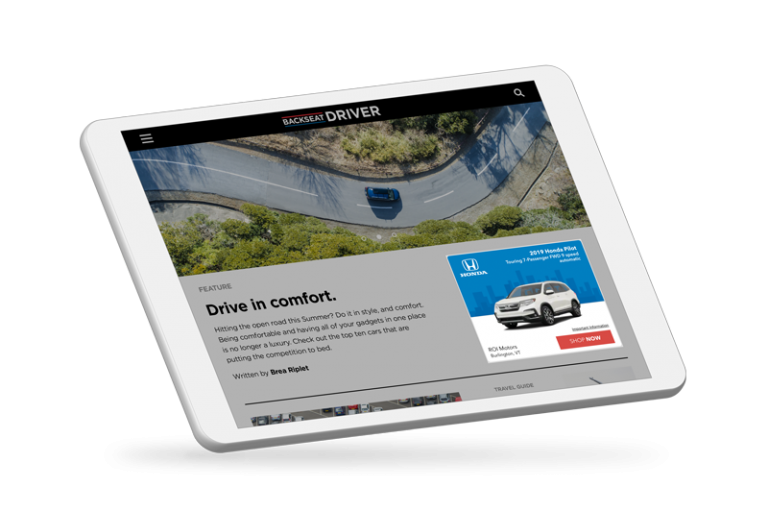 BACKSEAT DRIVER
FEATURE
Drive in comfort.
Hitting the open road this Summer? Do it in style, and comfort.
Being comfortable and having all of your gadgets in one place
is no longer a luxury. Check out the top ten cars that are
putting the competition to bed.
Written by Brea Riplet
HONDA
2019 Honda Pilot
Touring 7-Passenger FWD 9-speed
automatic
Important Information
ROI Motors
Burlington, VT
SHOP NOW
TRAVEL GUIDE